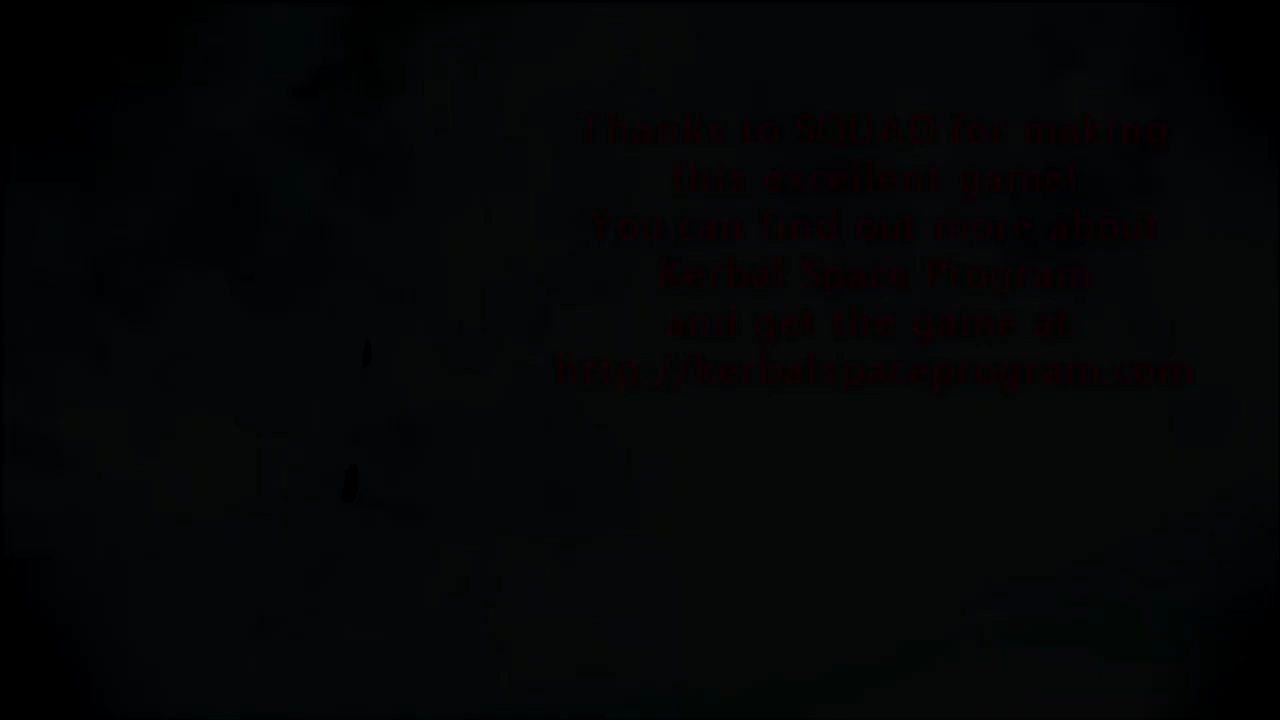 Thanks to SQUAD for making
this excellent game!
You can find out more about
Kerbal Space Program
and get the game at
http://kerbalspaceprogram.com